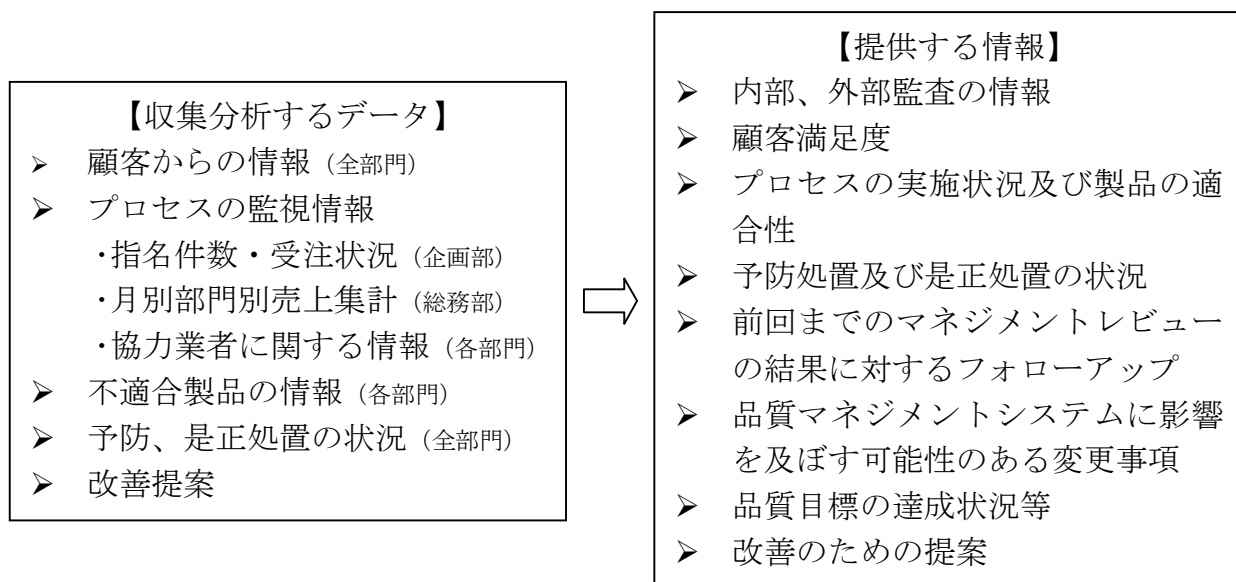 【収集分析するデータ】
➢ 顧客からの情報（全部門）
➢ プロセスの監視情報
・指名件数・受注状況（企画部）
・月別部門別売上集計（総務部）
・協力業者に関する情報（各部門）
➢ 不適合製品の情報（各部門）
➢ 予防、是正処置の状況（全部門）
➢ 改善提案
【提供する情報】
➢ 内部、外部監査の情報
➢ 顧客満足度
➢ プロセスの実施状況及び製品の適
合性
➢ 予防処置及び是正処置の状況
➢ 前回までのマネジメントレビュー
の結果に対するフォローアップ
➢ 品質マネジメントシステムに影響
を及ぼす可能性のある変更事項
➢ 品質目標の達成状況等
➢ 改善のための提案